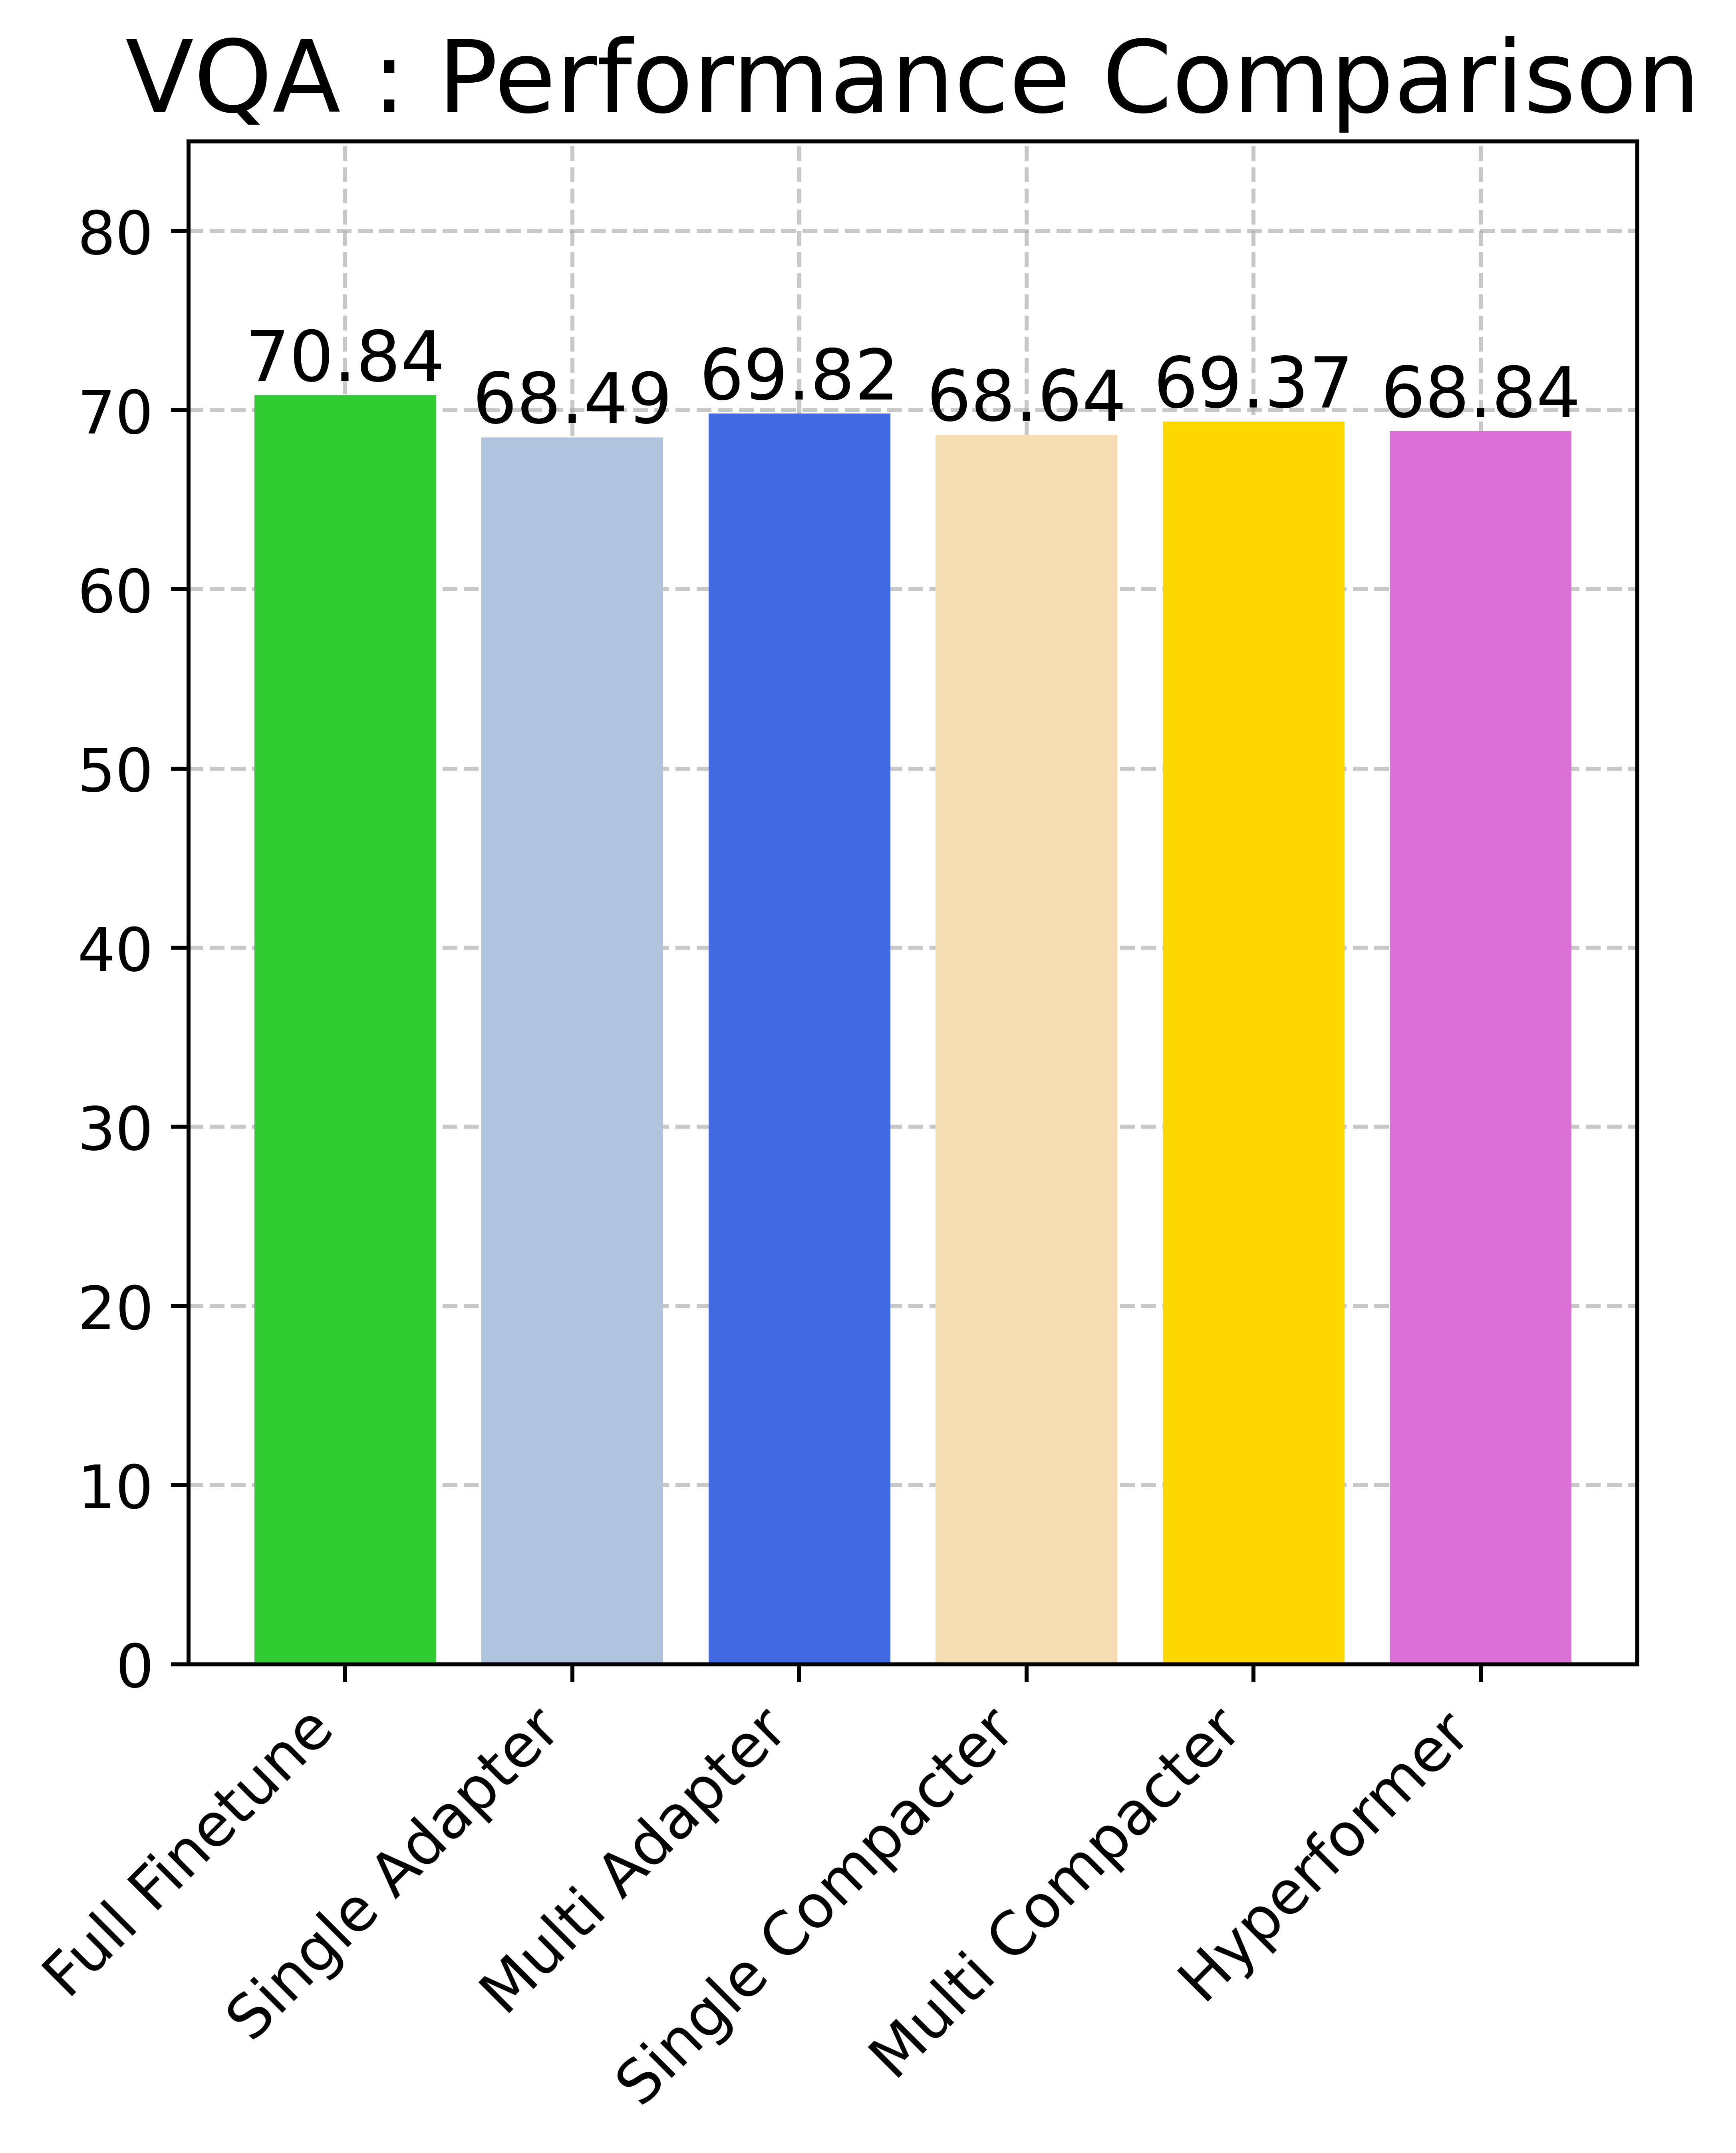 VQA : Performance Comparison
80
70
60
50
40
30
20
10
0
70.84
68.49
69.82
68.64
69.37
68.84
Full Finetune
Single Adapter
Multi Adapter
Single Compacter
Multi Compacter
Hyperformer